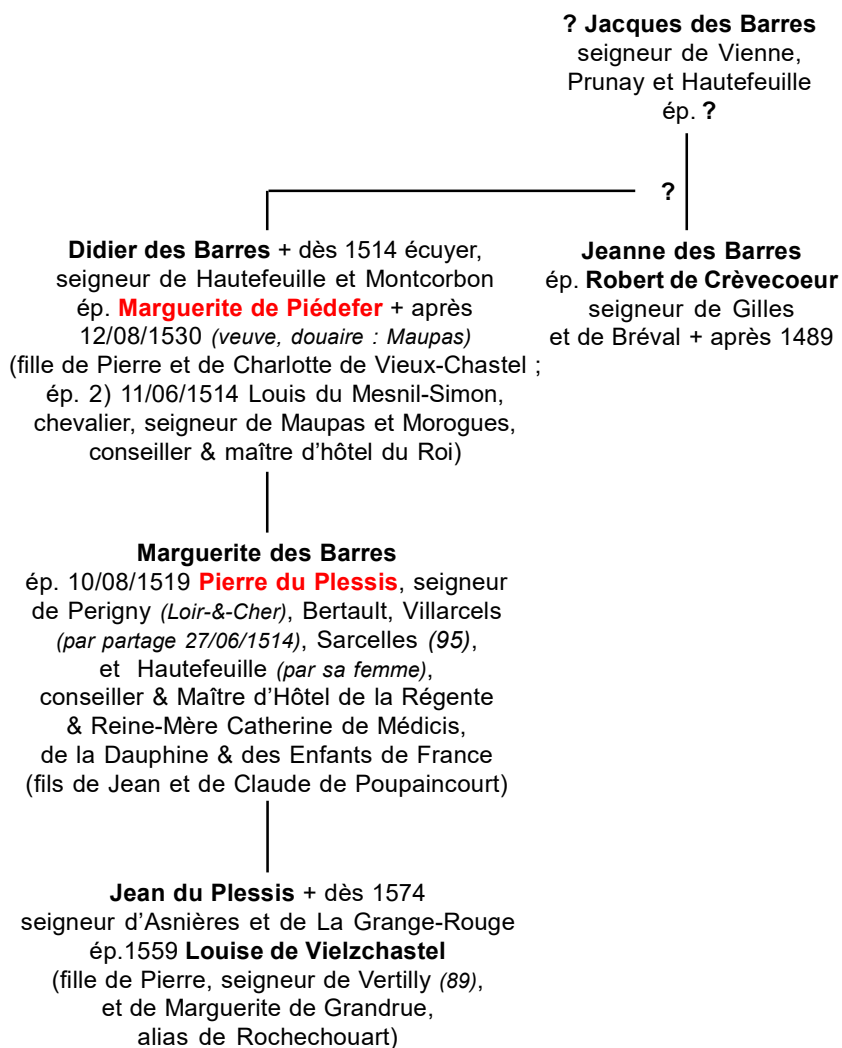 ? Jacques des Barres
seigneur de Vienne,
Prunay et Hautefeuille
ép. ?
?
Didier des Barres + dès 1514 écuyer,
seigneur de Hautefeuille et Montcorbon
ép. Marguerite de Piédefer + après
12/08/1530 (veuve, douaire : Maupas)
(fille de Pierre et de Charlotte de Vieux-Chastel ;
ép. 2) 11/06/1514 Louis du Mesnil-Simon,
chevalier, seigneur de Maupas et Morogues,
conseiller & maître d'hôtel du Roi)
Jeanne des Barres
ép. Robert de Crèvecoeur
seigneur de Gilles
et de Bréval + après 1489
Marguerite des Barres
ép. 10/08/1519 Pierre du Plessis, seigneur
de Perigny (Loir-&-Cher), Bertault, Villarcels
(par partage 27/06/1514), Sarcelles (95),
et Hautefeuille (par sa femme),
conseiller & Maître d'Hôtel de la Régente
& Reine-Mère Catherine de Médicis,
de la Dauphine & des Enfants de France
(fils de Jean et de Claude de Poupaincourt)
Jean du Plessis + dès 1574
seigneur d'Asnières et de La Grange-Rouge
ép.1559 Louise de Vielzchastel
(fille de Pierre, seigneur de Vertilly (89),
et de Marguerite de Grandrue,
alias de Rochechouart)